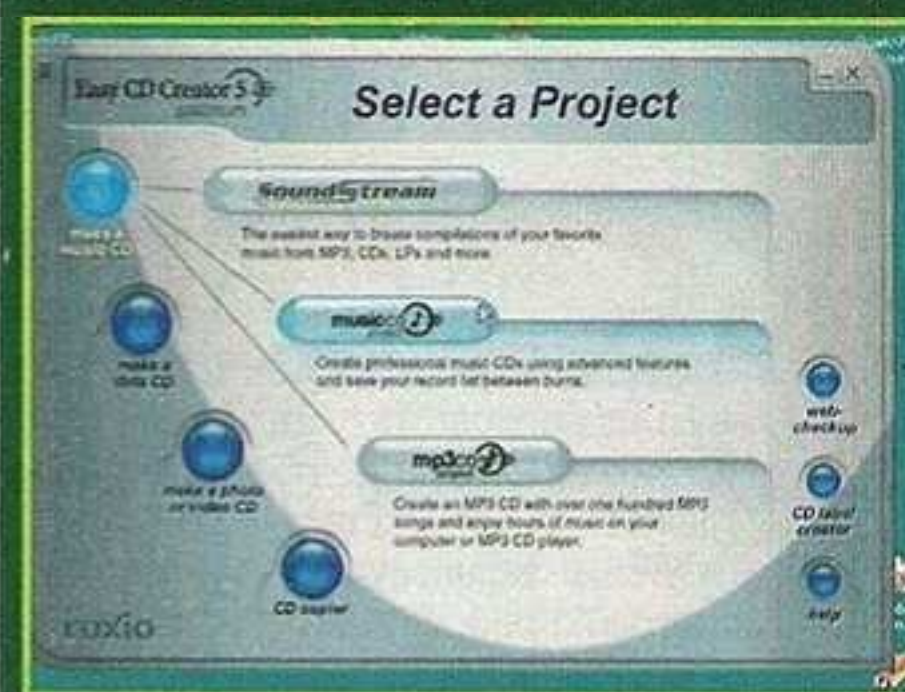 Easy CD Creator 5
platinum
Select a Project
SoundStream
The easiest way to create compilations of your favorite
music from MP3, CDs, LPs and more.
make a
music CD
musiccd
Create professional music CDs using advanced features
and save your record list between burns.
make a
data CD
mp3cd
Create an MP3 CD with over one hundred MP3
songs and enjoy hours of music on your
computer or MP3 CD player.
make a photo
or video CD
CD copier
web-
checkup
CD label
creator
help
roxio